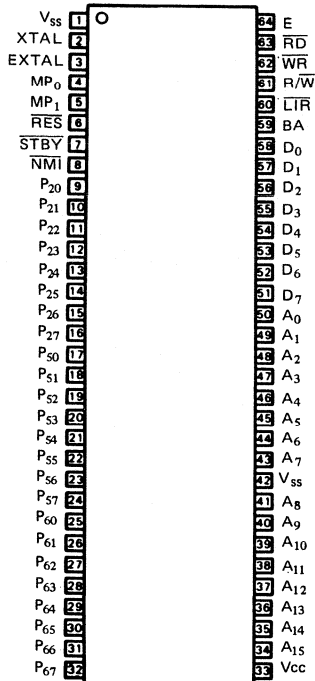 Vss 1 64 E
XTAL 2 63 R̅D̅
EXTAL 3 62 W̅R̅
MP₀ 4 61 R/W̅
MP₁ 5 60 L̅I̅R̅
R̅E̅S̅ 6 59 BA
S̅T̅B̅Y̅ 7 58 D₀
N̅M̅I̅ 8 57 D₁
P₂₀ 9 56 D₂
P₂₁ 10 55 D₃
P₂₂ 11 54 D₄
P₂₃ 12 53 D₅
P₂₄ 13 52 D₆
P₂₅ 14 51 D₇
P₂₆ 15 50 A₀
P₂₇ 16 49 A₁
P₅₀ 17 48 A₂
P₅₁ 18 47 A₃
P₅₂ 19 46 A₄
P₅₃ 20 45 A₅
P₅₄ 21 44 A₆
P₅₅ 22 43 A₇
P₅₆ 23 42 Vss
P₅₇ 24 41 A₈
P₆₀ 25 40 A₉
P₆₁ 26 39 A₁₀
P₆₂ 27 38 A₁₁
P₆₃ 28 37 A₁₂
P₆₄ 29 36 A₁₃
P₆₅ 30 35 A₁₄
P₆₆ 31 34 A₁₅
P₆₇ 32 33 Vcc